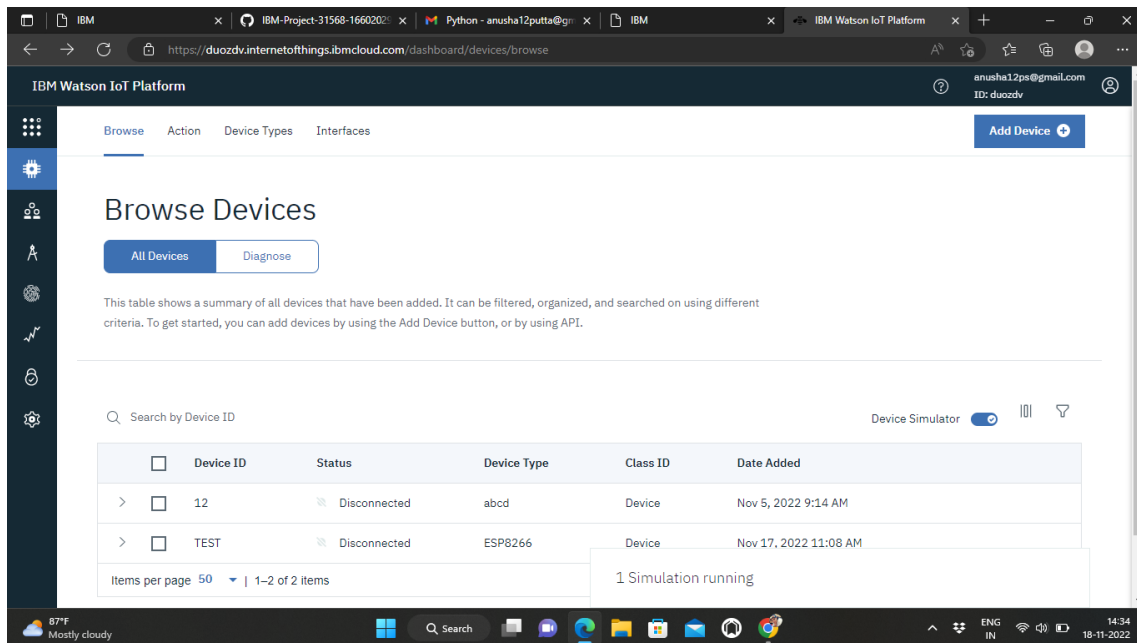 IBM
IBM-Project-31568-16602029
Python - anusha12putta@gm
IBM
IBM Watson IoT Platform
https://duozdv.internetofthings.ibmcloud.com/dashboard/devices/browse
IBM Watson IoT Platform
anusha12ps@gmail.com
ID: duozdv
Browse Action Device Types Interfaces
Add Device
Browse Devices
All Devices Diagnose
This table shows a summary of all devices that have been added. It can be filtered, organized, and searched on using different
criteria. To get started, you can add devices by using the Add Device button, or by using API.
Search by Device ID
Device Simulator
Device ID Status Device Type Class ID Date Added
12 Disconnected abcd Device Nov 5, 2022 9:14 AM
TEST Disconnected ESP8266 Device Nov 17, 2022 11:08 AM
Items per page 50 | 1–2 of 2 items
1 Simulation running
87°F
Mostly cloudy
Search
ENG
IN
14:34
18-11-2022